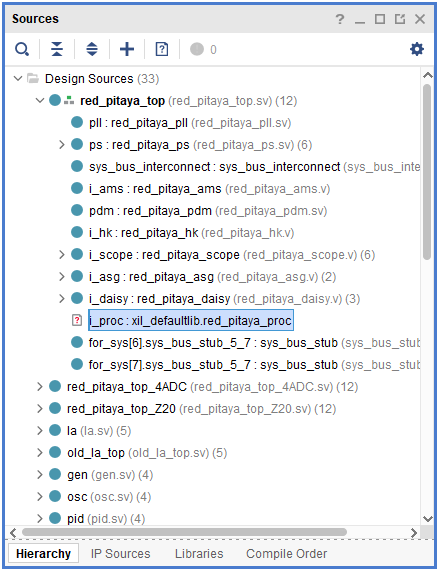 Sources
0
Design Sources (33)
red_pitaya_top (red_pitaya_top.sv) (12)
pll : red_pitaya_pll (red_pitaya_pll.sv)
ps : red_pitaya_ps (red_pitaya_ps.sv) (6)
sys_bus_interconnect : sys_bus_interconnect (sys_bus_inte
i_ams : red_pitaya_ams (red_pitaya_ams.v)
pdm : red_pitaya_pdm (red_pitaya_pdm.sv)
i_hk : red_pitaya_hk (red_pitaya_hk.v)
i_scope : red_pitaya_scope (red_pitaya_scope.v) (6)
i_asg : red_pitaya_asg (red_pitaya_asg.v) (2)
i_daisy : red_pitaya_daisy (red_pitaya_daisy.v) (3)
i_proc : xil_defaultlib.red_pitaya_proc
for_sys[6].sys_bus_stub_5_7 : sys_bus_stub (sys_bus_stub
for_sys[7].sys_bus_stub_5_7 : sys_bus_stub (sys_bus_stub
red_pitaya_top_4ADC (red_pitaya_top_4ADC.sv) (12)
red_pitaya_top_Z20 (red_pitaya_top_Z20.sv) (12)
la (la.sv) (5)
old_la_top (old_la_top.sv) (5)
gen (gen.sv) (4)
osc (osc.sv) (4)
pid (pid.sv) (4)
Hierarchy IP Sources Libraries Compile Order